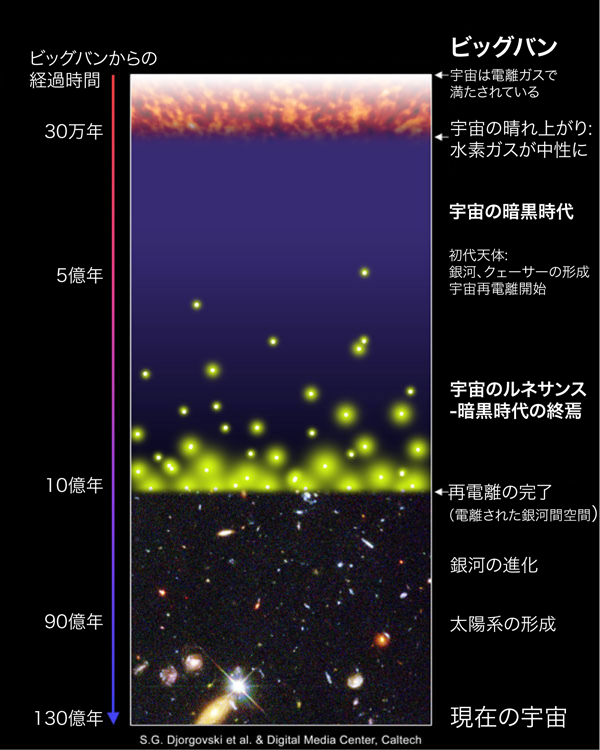 ビッグバンからの
経過時間
30万年
5億年
10億年
90億年
130億年
ビッグバン
宇宙は電離ガスで
満たされている
宇宙の晴れ上がり:
水素ガスが中性に
宇宙の暗黒時代
初代天体:
銀河、クェーサーの形成
宇宙再電離開始
宇宙のルネサンス
-暗黒時代の終焉
再電離の完了
（電離された銀河間空間）
銀河の進化
太陽系の形成
現在の宇宙
S.G. Djorgovski et al. & Digital Media Center, Caltech